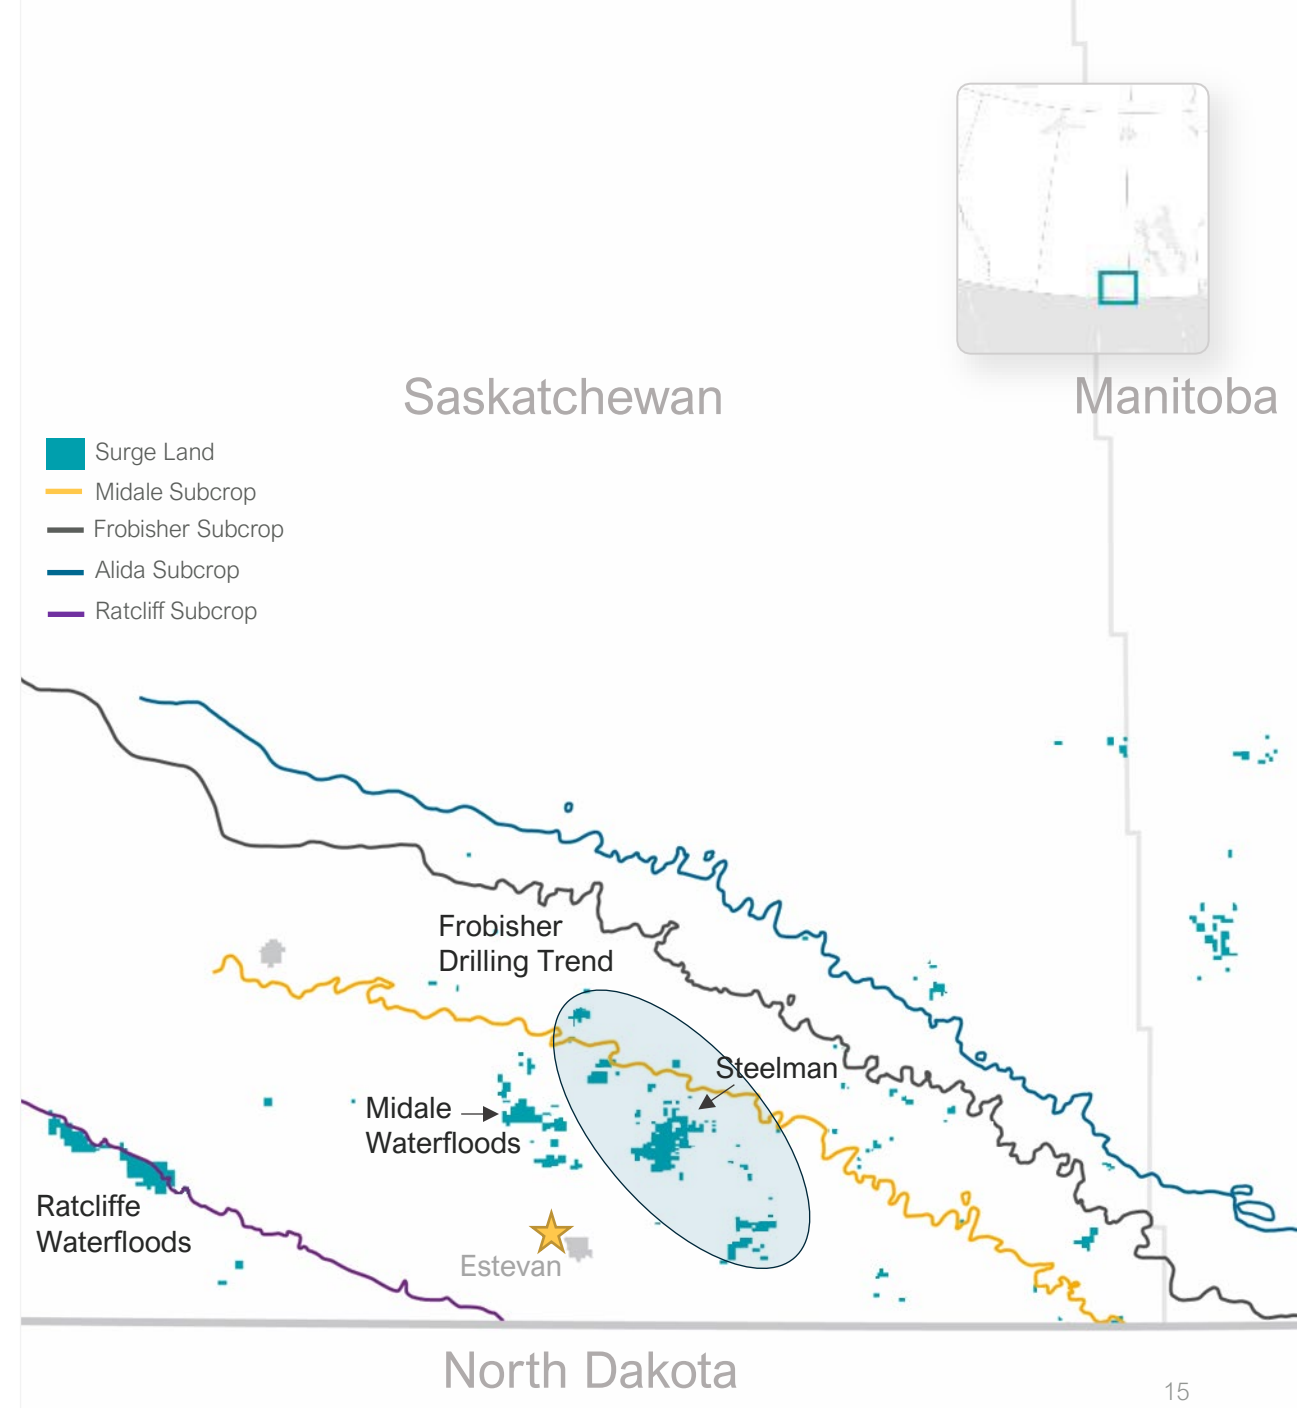 Saskatchewan
Manitoba
Surge Land
Midale Subcrop
Frobisher Subcrop
Alida Subcrop
Ratcliff Subcrop
Frobisher
Drilling Trend
Steelman
Midale
Waterfloods
Ratcliffe
Waterfloods
Estevan
North Dakota
15